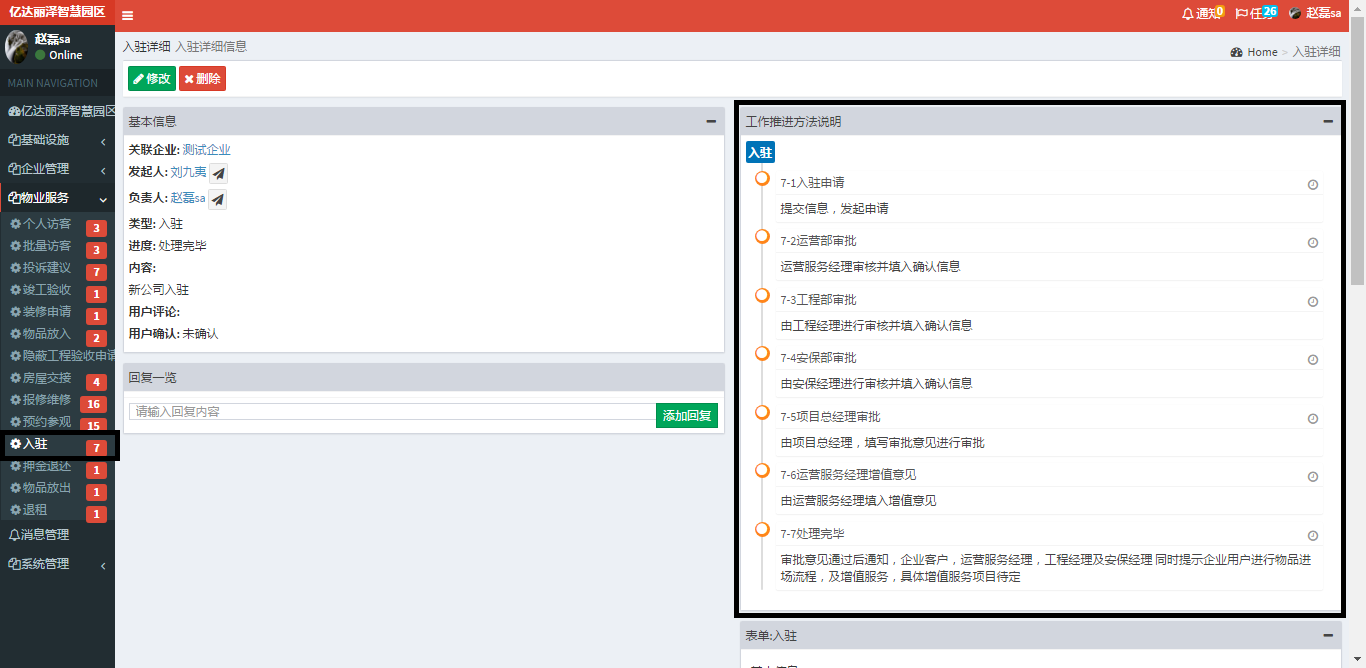 亿达丽泽智慧园区
通知 0
任务 26
赵磊sa
赵磊sa
Online
MAIN NAVIGATION
亿达丽泽智慧园区
基础设施
企业管理
物业服务
个人访客 3
批量访客 3
投诉建议 7
竣工验收 1
装修申请 1
物品放入 2
隐蔽工程验收申请
房屋交接 4
报修维修 16
预约参观 15
入驻 7
押金退还 1
物品放出 1
退租 1
消息管理
系统管理
入驻详细 入驻详细信息
Home > 入驻详细
修改 删除
基本信息
关联企业: 测试企业
发起人: 刘九夷
负责人: 赵磊sa
类型: 入驻
进度: 处理完毕
内容:
新公司入驻
用户评论:
用户确认: 未确认
回复一览
请输入回复内容
添加回复
工作推进方法说明
入驻
7-1入驻申请
提交信息，发起申请
7-2运营部审批
运营服务经理审核并填入确认信息
7-3工程部审批
由工程经理进行审核并填入确认信息
7-4安保部审批
由安保经理进行审核并填入确认信息
7-5项目总经理审批
由项目总经理，填写审批意见进行审批
7-6运营服务经理增值意见
由运营服务经理填入增值意见
7-7处理完毕
审批意见通过后通知，企业客户，运营服务经理，工程经理及安保经理 同时提示企业用户进行物品进
场流程，及增值服务，具体增值服务项目待定
表单:入驻